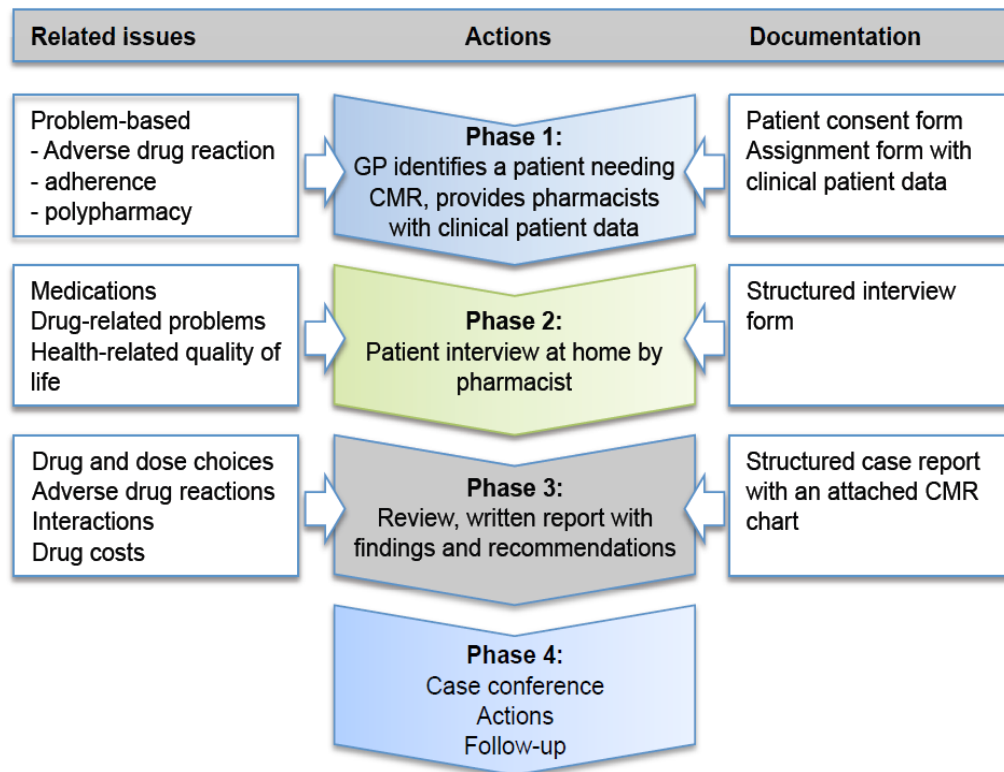 Related issues
Actions
Documentation
Problem-based
- Adverse drug reaction
- adherence
- polypharmacy
Phase 1:
GP identifies a patient needing
CMR, provides pharmacists
with clinical patient data
Patient consent form
Assignment form with
clinical patient data
Medications
Drug-related problems
Health-related quality of
life
Phase 2:
Patient interview at home by
pharmacist
Structured interview
form
Drug and dose choices
Adverse drug reactions
Interactions
Drug costs
Phase 3:
Review, written report with
findings and recommendations
Structured case report
with an attached CMR
chart
Phase 4:
Case conference
Actions
Follow-up